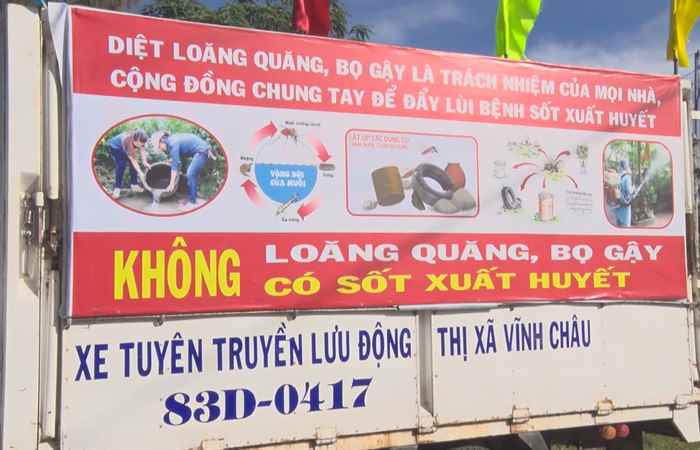 DIỆT LOĂNG QUĂNG, BỌ GẬY LÀ TRÁCH NHIỆM CỦA MỌI NHÀ,
CỘNG ĐỒNG CHUNG TAY ĐỂ ĐẨY LÙI BỆNH SỐT XUẤT HUYẾT
VÒNG ĐỜI
CỦA MUỖI
KHÔNG LOĂNG QUĂNG, BỌ GẬY
CÓ SỐT XUẤT HUYẾT
XE TUYÊN TRUYỀN LƯU ĐỘNG THỊ XÃ VĨNH CHÂU
83D-0417